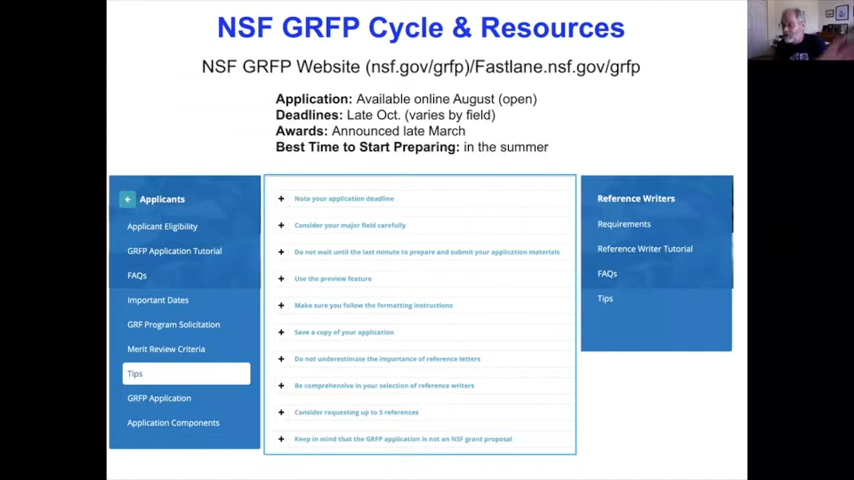 NSF GRFP Cycle & Resources
NSF GRFP Website (nsf.gov/grfp)/Fastlane.nsf.gov/grfp
Application: Available online August (open)
Deadlines: Late Oct. (varies by field)
Awards: Announced late March
Best Time to Start Preparing: in the summer
Applicants
Applicant Eligibility
GRFP Application Tutorial
FAQs
Important Dates
GRF Program Solicitation
Merit Review Criteria
Tips
GRFP Application
Application Components
Note your application deadline
Consider your major field carefully
Do not wait until the last minute to prepare and submit your application materials
Use the preview feature
Make sure you follow the formatting instructions
Save a copy of your application
Do not underestimate the importance of reference letters
Be comprehensive in your selection of reference writers
Consider requesting up to 5 references
Keep in mind that the GRFP application is not an NSF grant proposal
Reference Writers
Requirements
Reference Writer Tutorial
FAQs
Tips